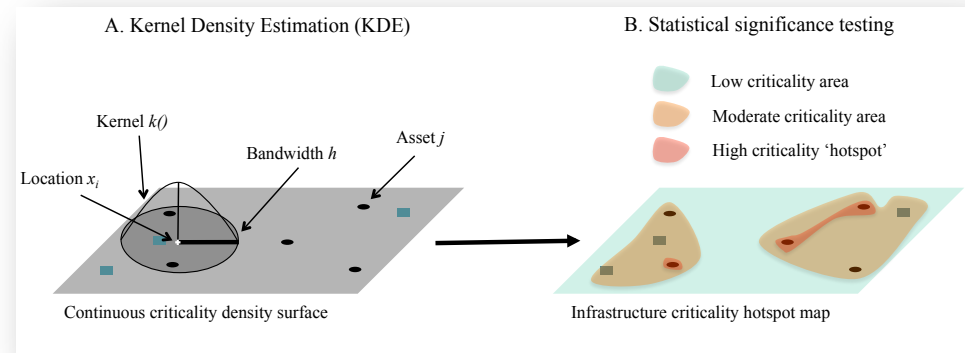 A. Kernel Density Estimation (KDE)
Kernel k()
Bandwidth h
Asset j
Location xᵢ
Continuous criticality density surface
B. Statistical significance testing
Low criticality area
Moderate criticality area
High criticality ‘hotspot’
Infrastructure criticality hotspot map